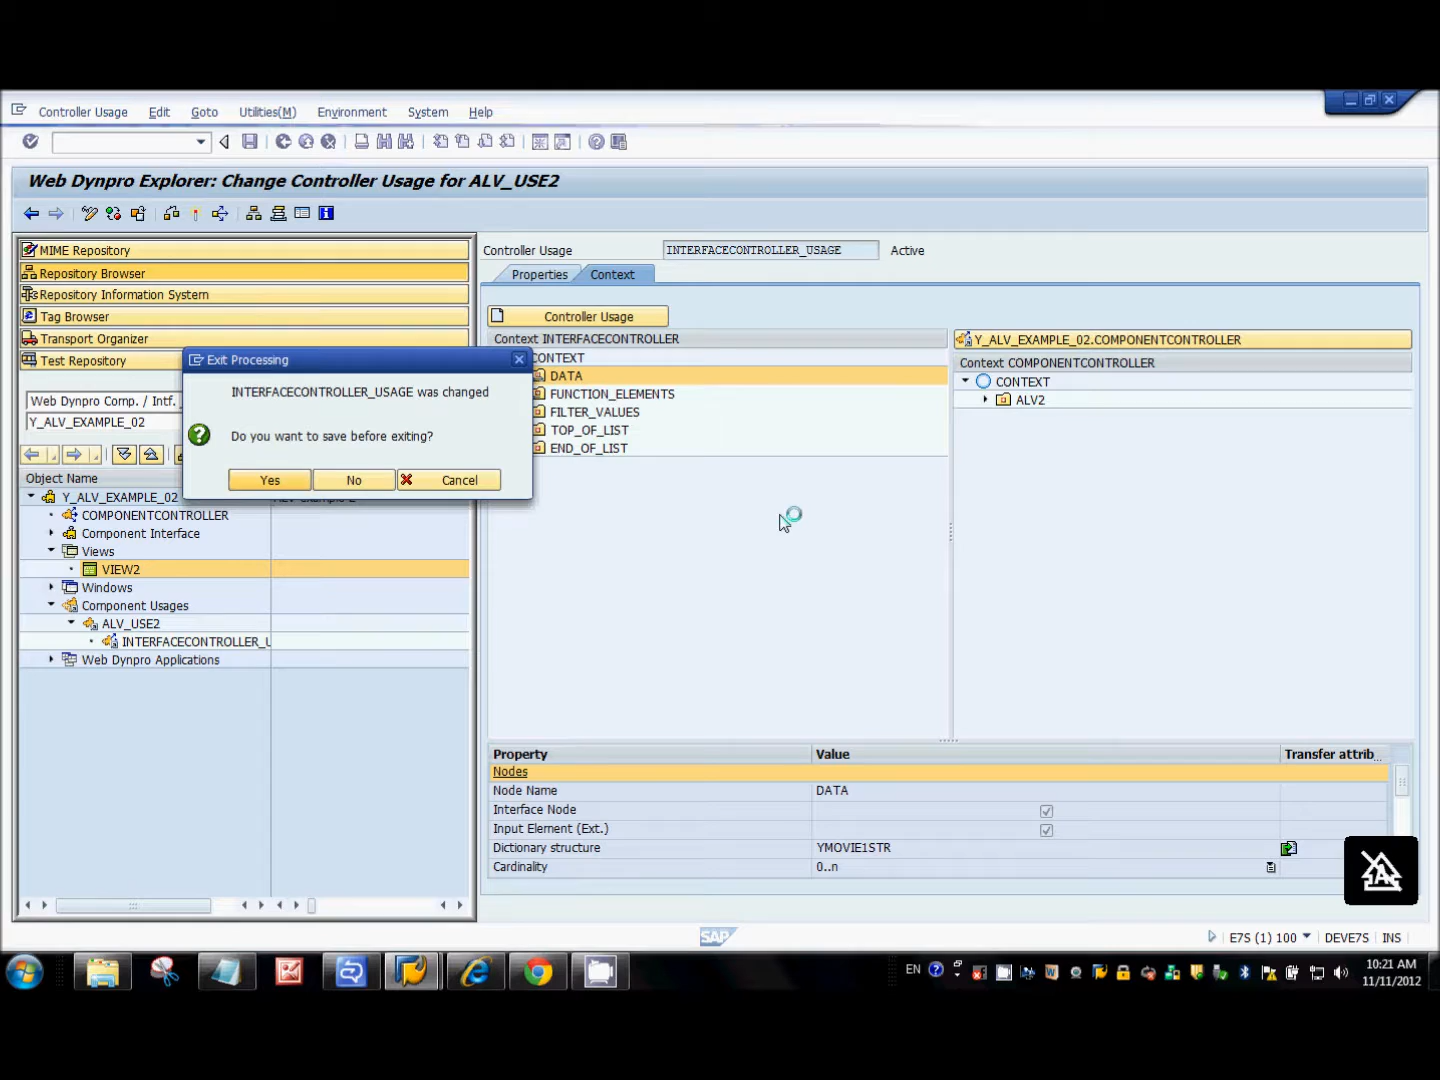 Controller Usage Edit Goto Utilities(M) Environment System Help
Web Dynpro Explorer: Change Controller Usage for ALV_USE2
MIME Repository
Repository Browser
Repository Information System
Tag Browser
Transport Organizer
Test Repository
Web Dynpro Comp. / Intf.
Y_ALV_EXAMPLE_02
Object Name
Y_ALV_EXAMPLE_02
COMPONENTCONTROLLER
Component Interface
Views
VIEW2
Windows
Component Usages
ALV_USE2
INTERFACECONTROLLER_U
Web Dynpro Applications
Exit Processing
INTERFACECONTROLLER_USAGE was changed
Do you want to save before exiting?
Yes No Cancel
Controller Usage INTERFACECONTROLLER_USAGE Active
Properties Context
Controller Usage
Context INTERFACECONTROLLER
CONTEXT
DATA
FUNCTION_ELEMENTS
FILTER_VALUES
TOP_OF_LIST
END_OF_LIST
Y_ALV_EXAMPLE_02.COMPONENTCONTROLLER
Context COMPONENTCONTROLLER
CONTEXT
ALV2
Property Value Transfer attrib...
Nodes
Node Name DATA
Interface Node
Input Element (Ext.)
Dictionary structure YMOVIE1STR
Cardinality 0..n
SAP
E7S (1) 100 DEVE7S INS
EN
10:21 AM
11/11/2012